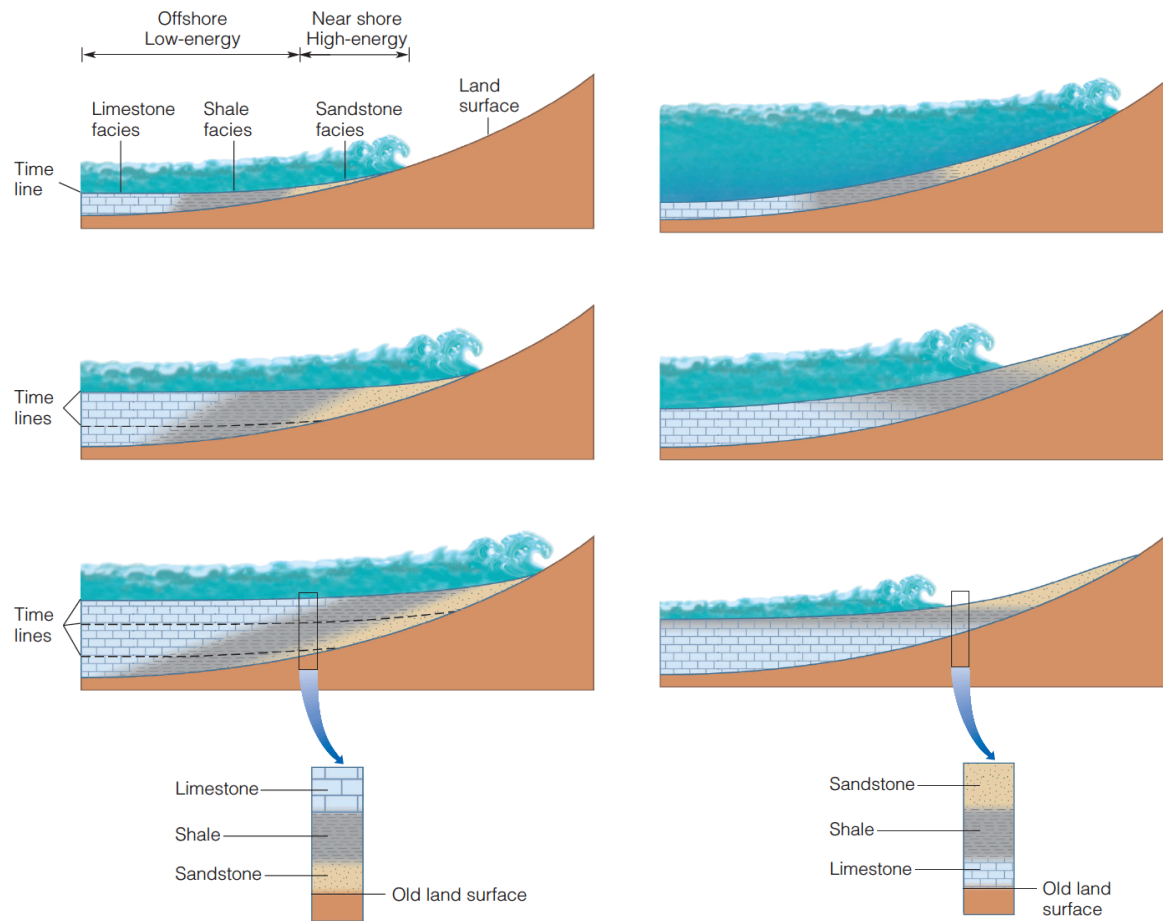 Offshore
Low-energy
Near shore
High-energy
Limestone
facies
Shale
facies
Sandstone
facies
Land
surface
Time
line
Time
lines
Time
lines
Limestone
Shale
Sandstone
Old land surface
Sandstone
Shale
Limestone
Old land
surface